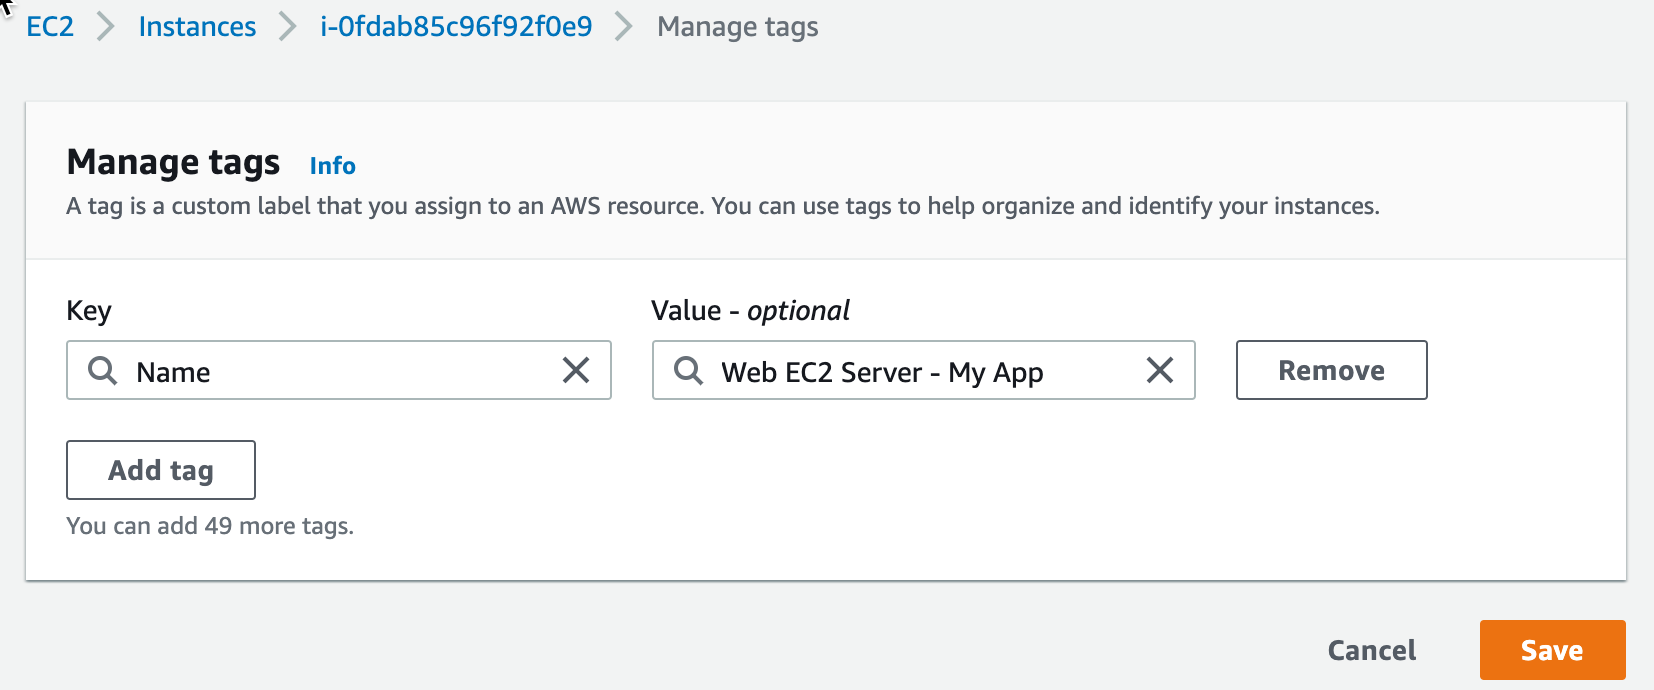 EC2 Instances i-0fdab85c96f92f0e9 Manage tags
Manage tags Info
A tag is a custom label that you assign to an AWS resource. You can use tags to help organize and identify your instances.
Key Value - optional
Name Web EC2 Server - My App Remove
Add tag
You can add 49 more tags.
Cancel Save